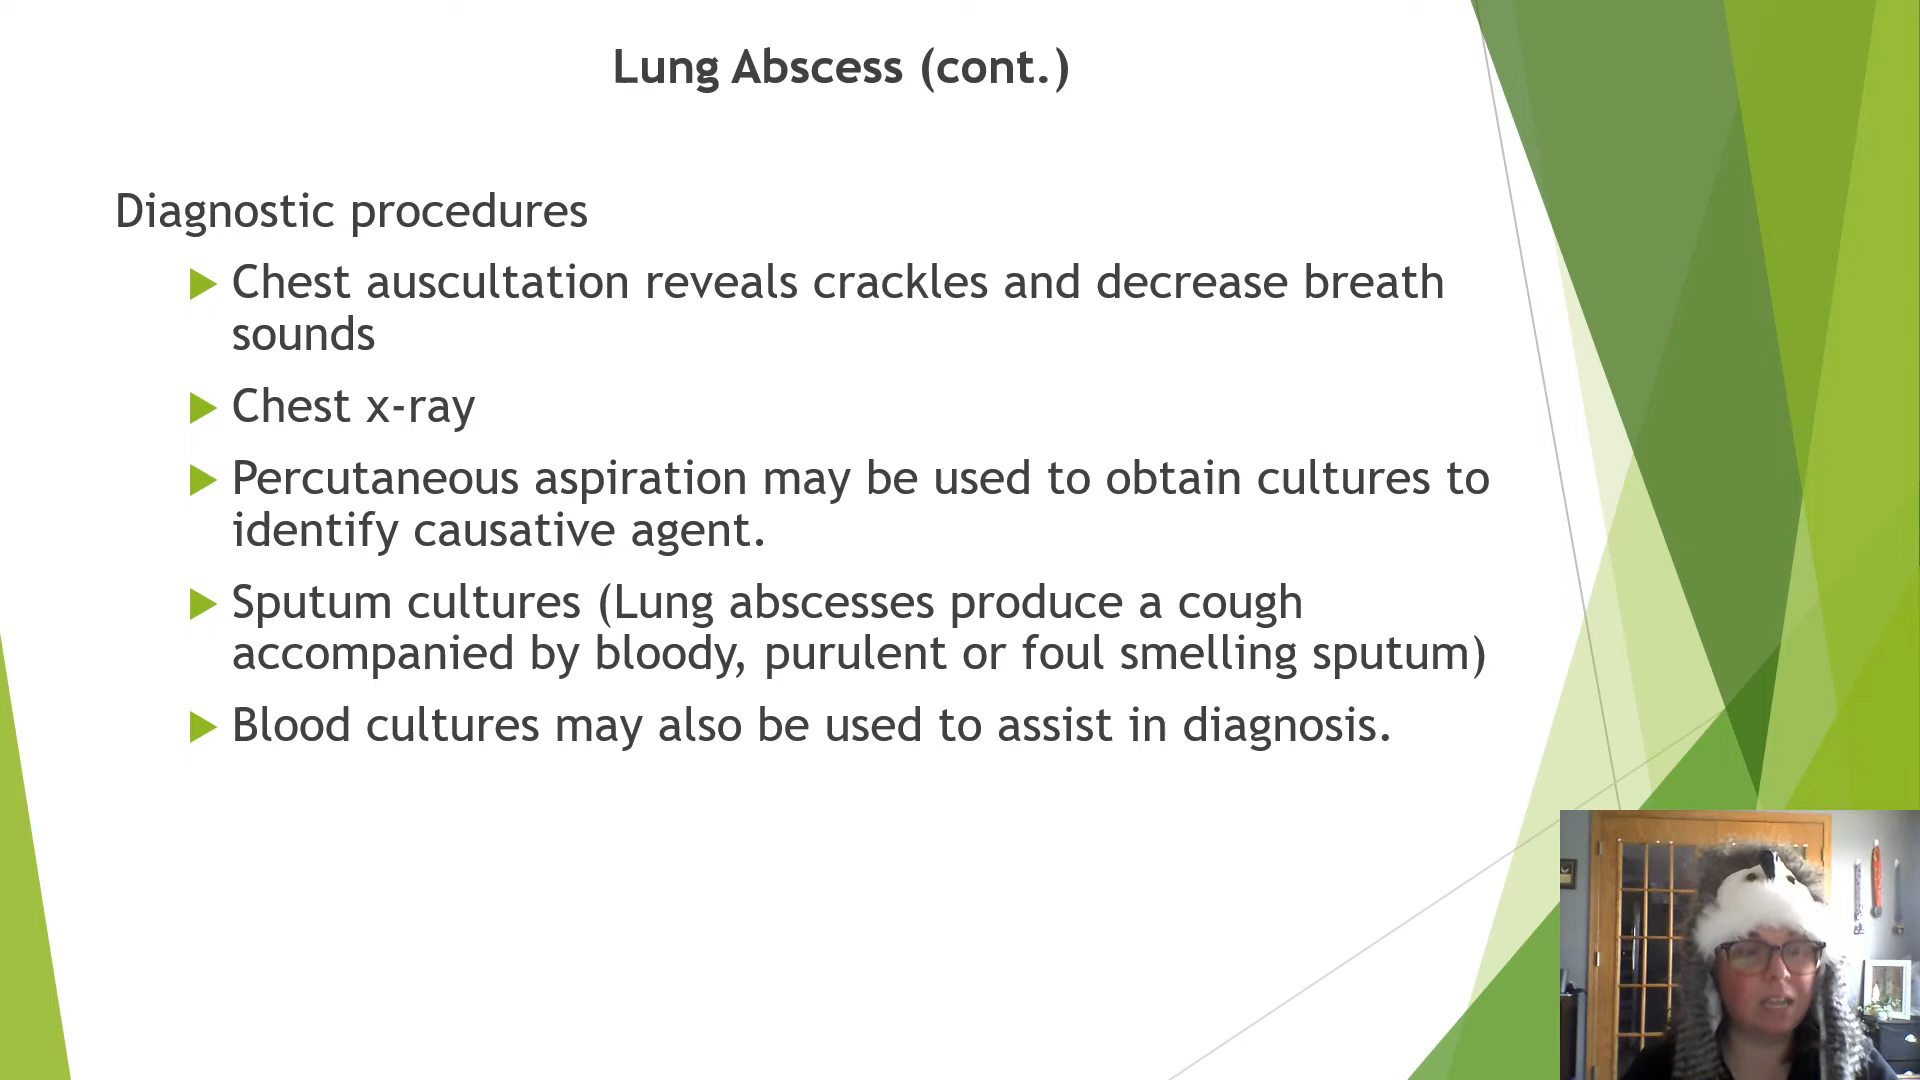 Lung Abscess (cont.)
Diagnostic procedures
Chest auscultation reveals crackles and decrease breath
sounds
Chest x-ray
Percutaneous aspiration may be used to obtain cultures to
identify causative agent.
Sputum cultures (Lung abscesses produce a cough
accompanied by bloody, purulent or foul smelling sputum)
Blood cultures may also be used to assist in diagnosis.